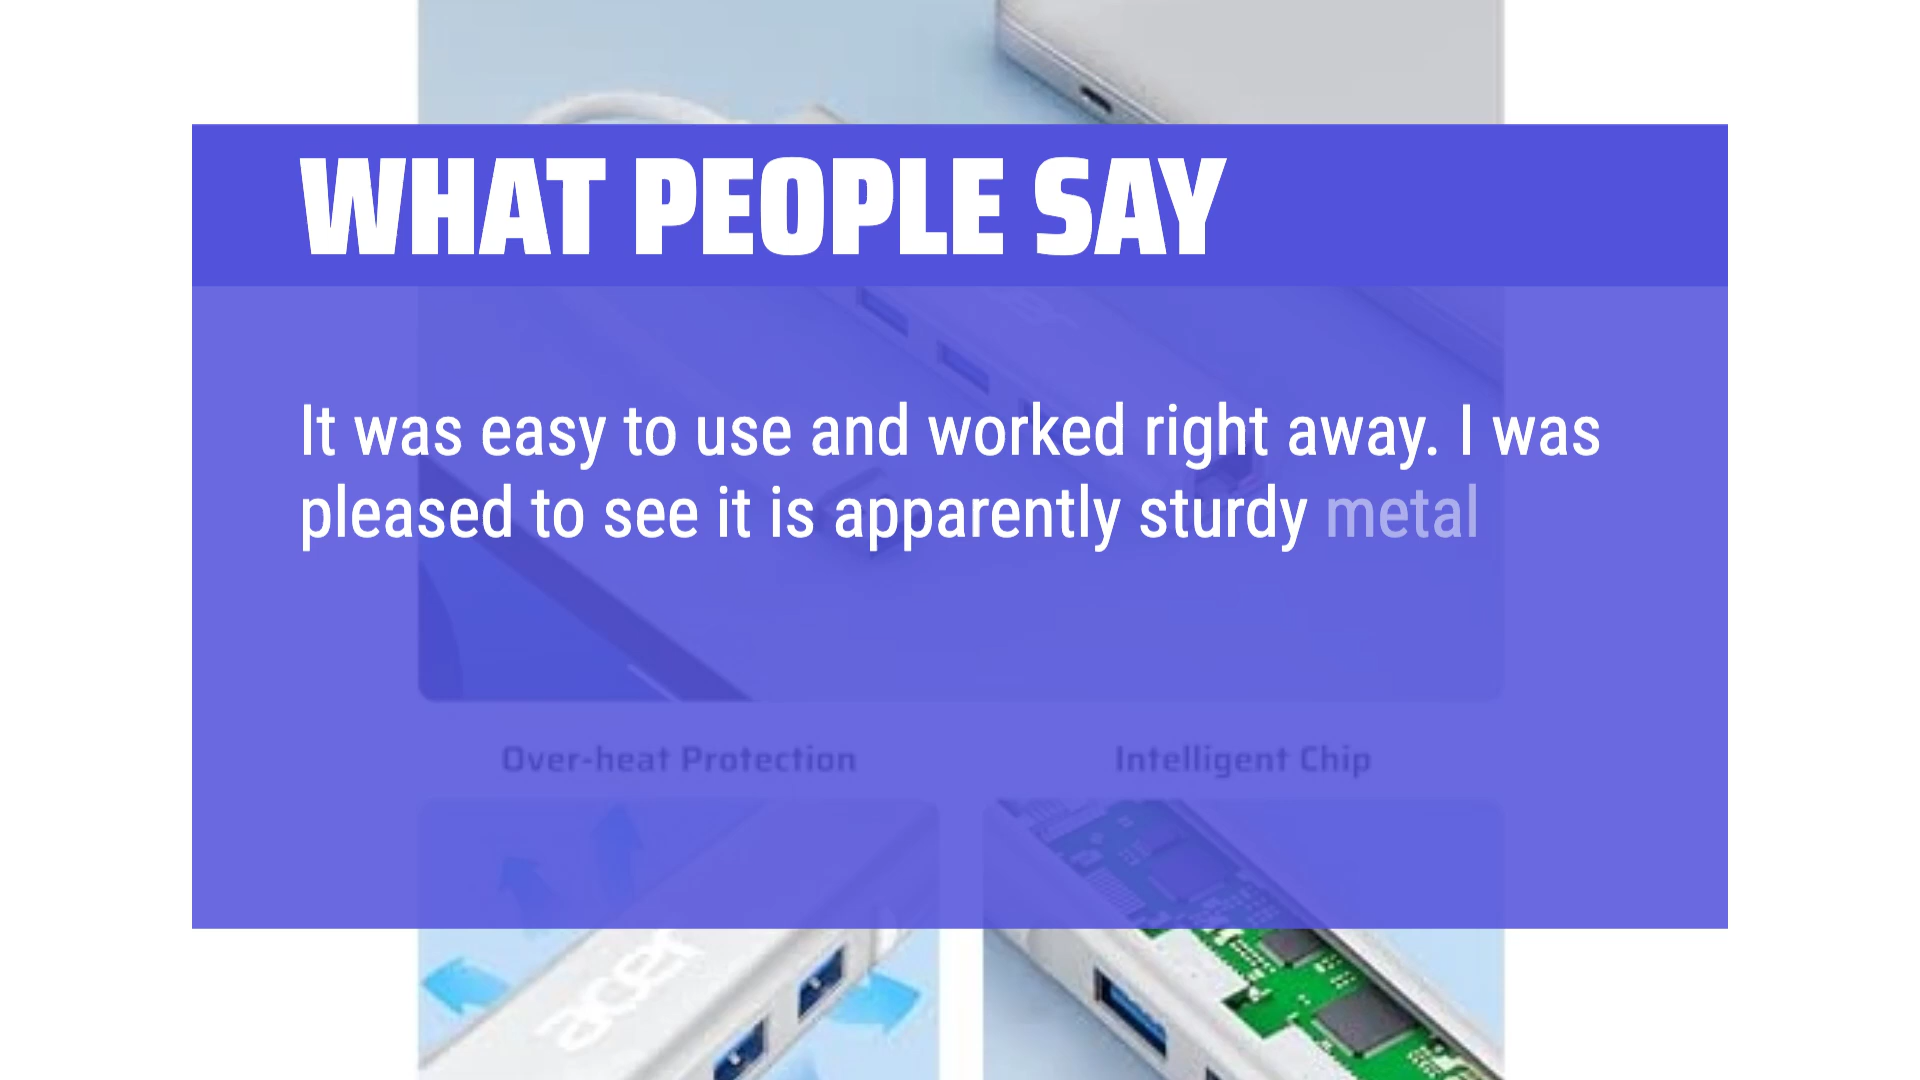 WHAT PEOPLE SAY
It was easy to use and worked right away. I was
pleased to see it is apparently sturdy metal
Over-heat Protection
Intelligent Chip
acer